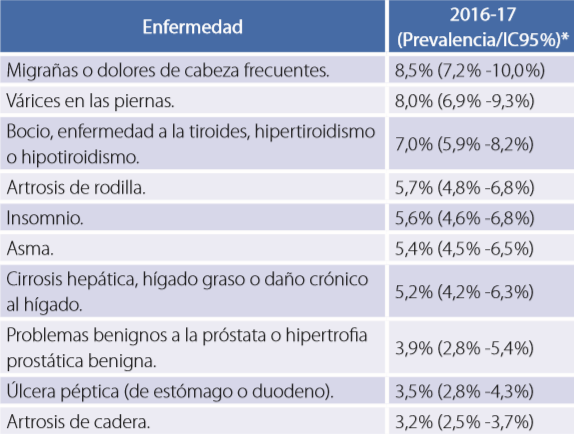 Enfermedad
2016-17
(Prevalencia/IC95%)*
Migrañas o dolores de cabeza frecuentes.
8,5% (7,2% -10,0%)
Várices en las piernas.
8,0% (6,9% -9,3%)
Bocio, enfermedad a la tiroides, hipertiroidismo
o hipotiroidismo.
7,0% (5,9% -8,2%)
Artrosis de rodilla.
5,7% (4,8% -6,8%)
Insomnio.
5,6% (4,6% -6,8%)
Asma.
5,4% (4,5% -6,5%)
Cirrosis hepática, hígado graso o daño crónico
al hígado.
5,2% (4,2% -6,3%)
Problemas benignos a la próstata o hipertrofia
prostática benigna.
3,9% (2,8% -5,4%)
Úlcera péptica (de estómago o duodeno).
3,5% (2,8% -4,3%)
Artrosis de cadera.
3,2% (2,5% -3,7%)